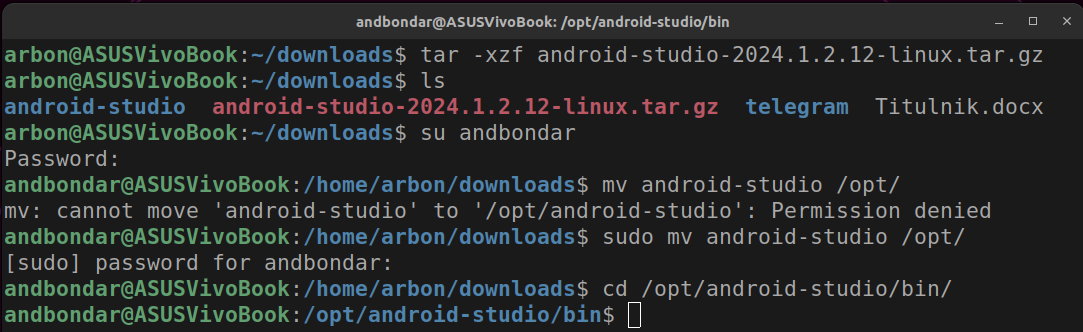 andbondar@ASUSVivoBook: /opt/android-studio/bin
arbon@ASUSVivoBook:~/downloads$ tar -xzf android-studio-2024.1.2.12-linux.tar.gz
arbon@ASUSVivoBook:~/downloads$ ls
android-studio  android-studio-2024.1.2.12-linux.tar.gz  telegram  Titulnik.docx
arbon@ASUSVivoBook:~/downloads$ su andbondar
Password:
andbondar@ASUSVivoBook:/home/arbon/downloads$ mv android-studio /opt/
mv: cannot move 'android-studio' to '/opt/android-studio': Permission denied
andbondar@ASUSVivoBook:/home/arbon/downloads$ sudo mv android-studio /opt/
[sudo] password for andbondar:
andbondar@ASUSVivoBook:/home/arbon/downloads$ cd /opt/android-studio/bin/
andbondar@ASUSVivoBook:/opt/android-studio/bin$